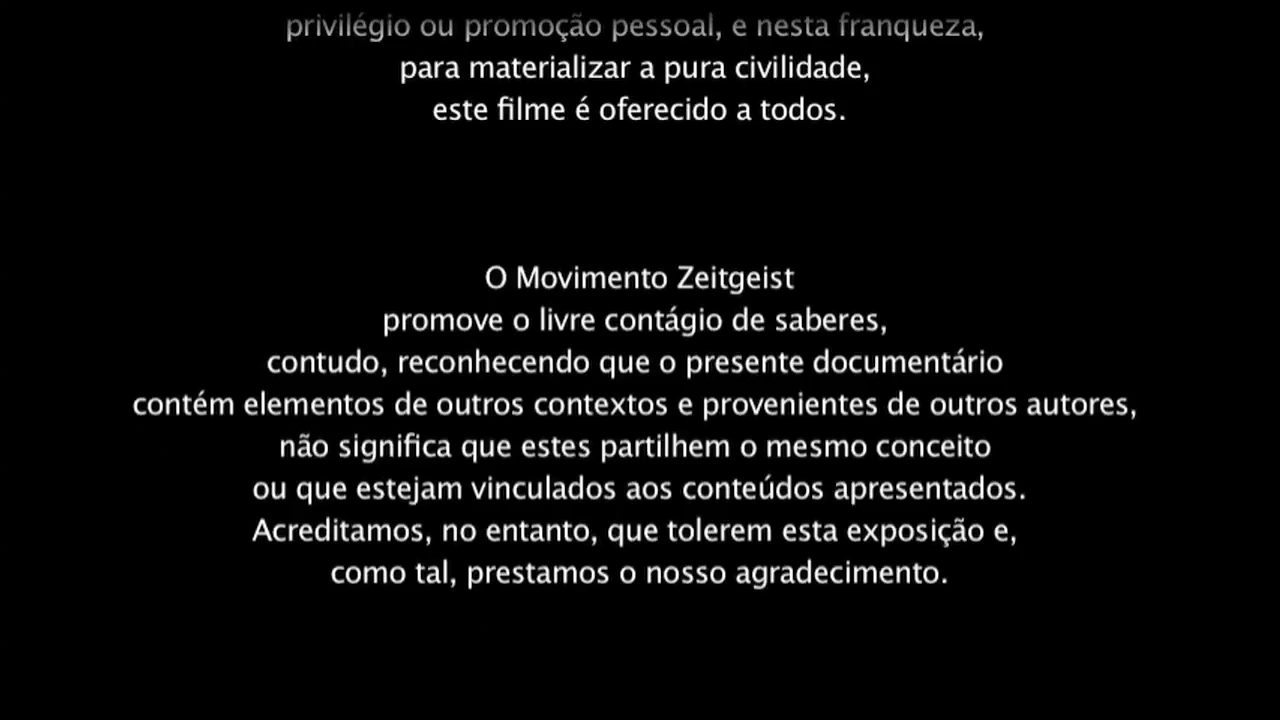 privilégio ou promoção pessoal, e nesta franqueza,
para materializar a pura civilidade,
este filme é oferecido a todos.
O Movimento Zeitgeist
promove o livre contágio de saberes,
contudo, reconhecendo que o presente documentário
contém elementos de outros contextos e provenientes de outros autores,
não significa que estes partilhem o mesmo conceito
ou que estejam vinculados aos conteúdos apresentados.
Acreditamos, no entanto, que tolerem esta exposição e,
como tal, prestamos o nosso agradecimento.